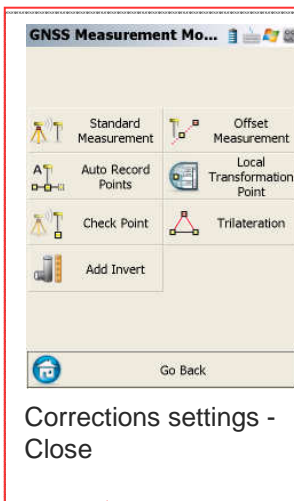 GNSS Measurement Mo...
Standard
Measurement
Offset
Measurement
Auto Record
Points
Local
Transformation
Point
Check Point
Trilateration
Add Invert
Go Back
Corrections settings -
Close